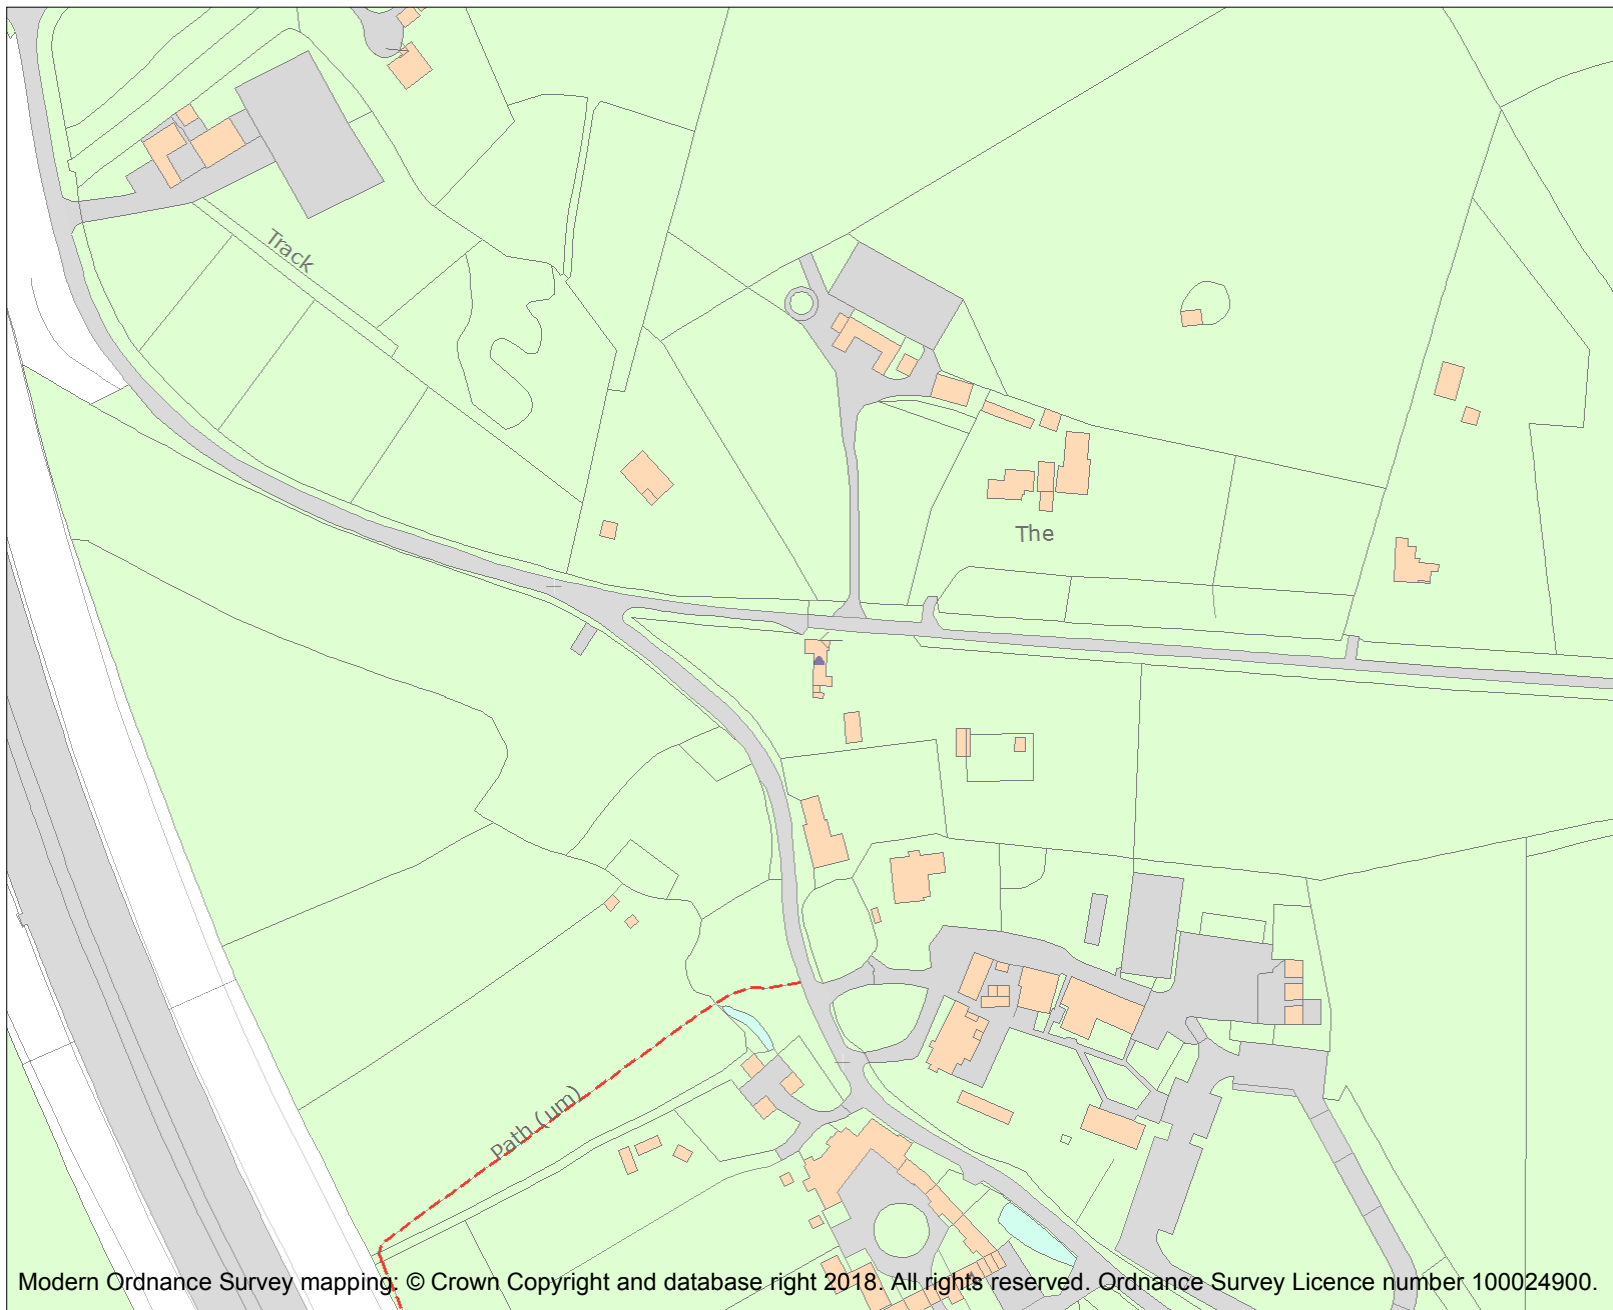 Track
The
Path (um)
Modern Ordnance Survey mapping: © Crown Copyright and database right 2018. All rights reserved. Ordnance Survey Licence number 100024900.